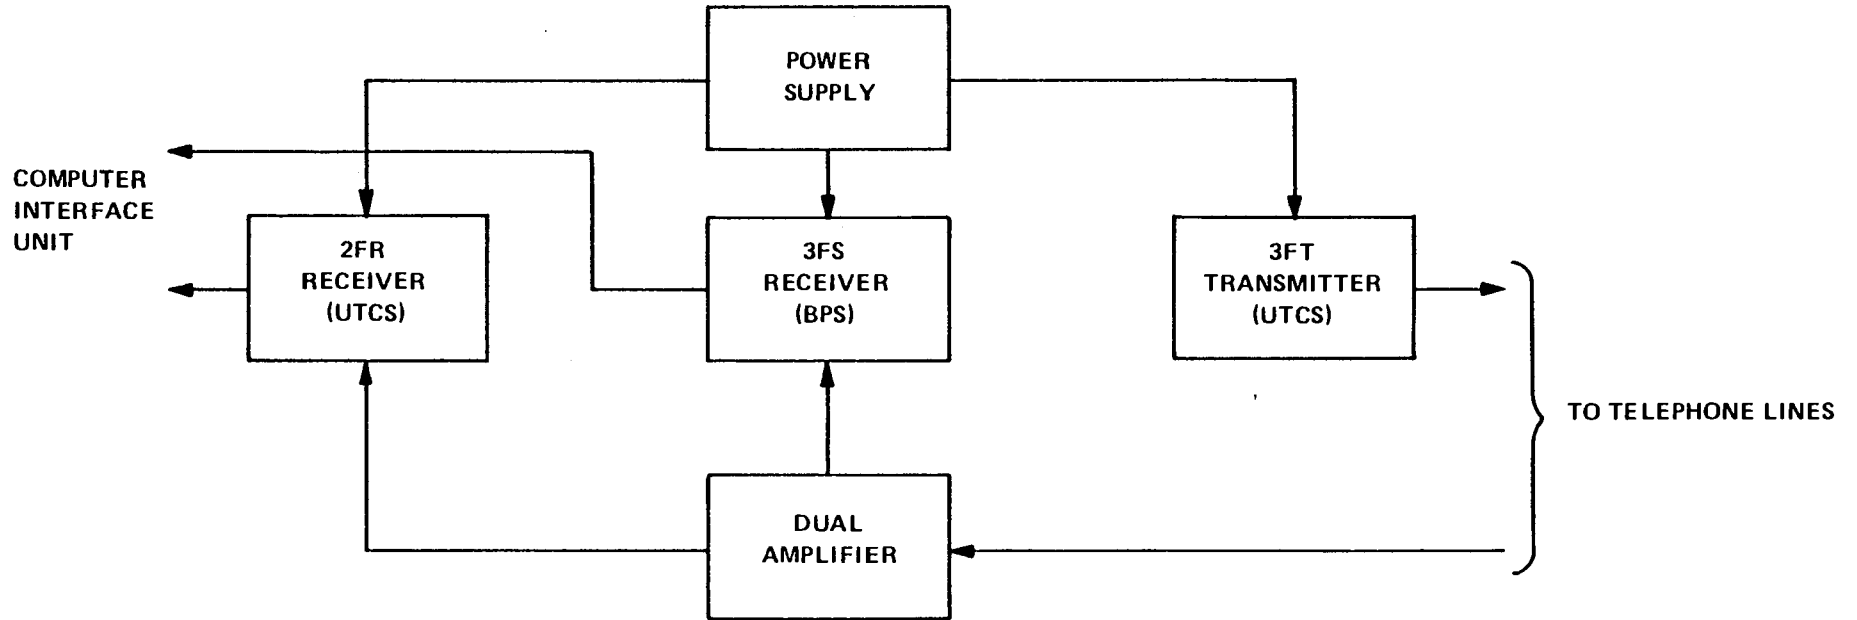 POWER
SUPPLY
COMPUTER
INTERFACE
UNIT
2FR
RECEIVER
(UTCS)
3FS
RECEIVER
(BPS)
3FT
TRANSMITTER
(UTCS)
TO TELEPHONE LINES
DUAL
AMPLIFIER